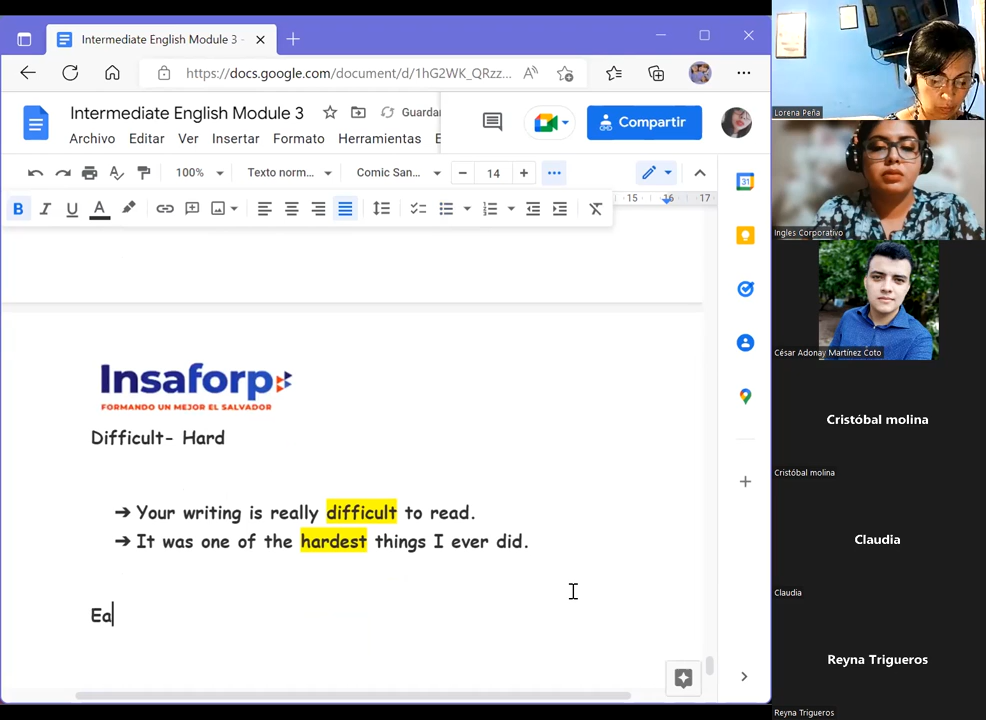 Intermediate English Module 3 -
https://docs.google.com/document/d/1hG2WK_QRzz...
Intermediate English Module 3
Guardar
Archivo Editar Ver Insertar Formato Herramientas E
Compartir
100% Texto norm... Comic San... 14
15 16 17
Insaforp
FORMANDO UN MEJOR EL SALVADOR
Difficult- Hard
➔ Your writing is really difficult to read.
➔ It was one of the hardest things I ever did.
Ea
Lorena Peña
Ingles Corporativo
César Adonay Martínez Coto
Cristóbal molina
Cristóbal molina
Claudia
Claudia
Reyna Trigueros
Reyna Trigueros